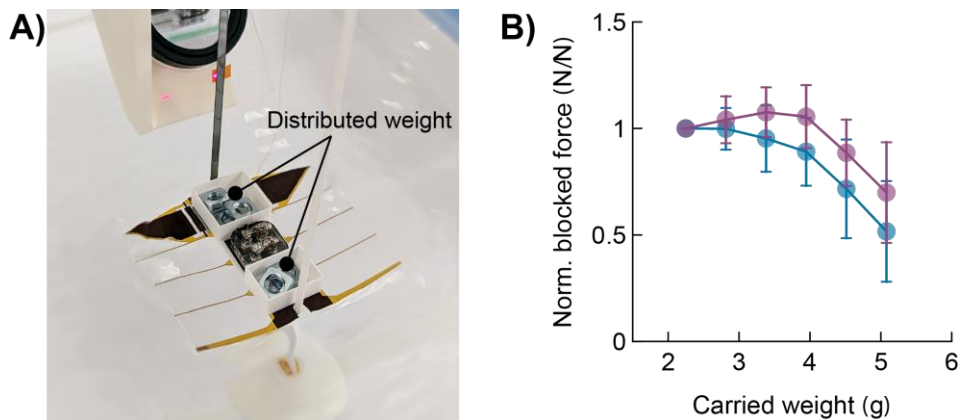 A)
Distributed weight
B)
Norm. blocked force (N/N)
1.5
1
0.5
0
2
3
4
5
6
Carried weight (g)